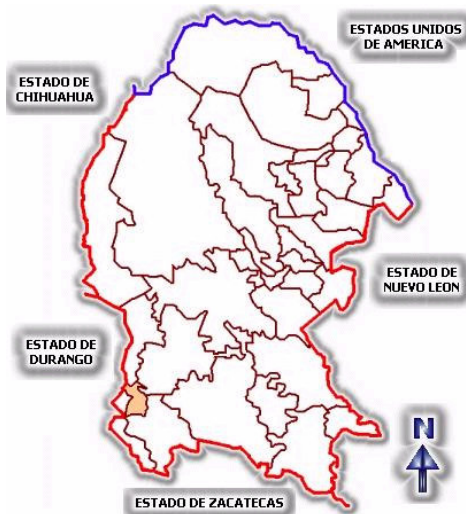 ESTADOS UNIDOS
DE AMERICA
ESTADO DE
CHIHUAHUA
ESTADO DE
NUEVO LEON
ESTADO DE
DURANGO
N
ESTADO DE ZACATECAS